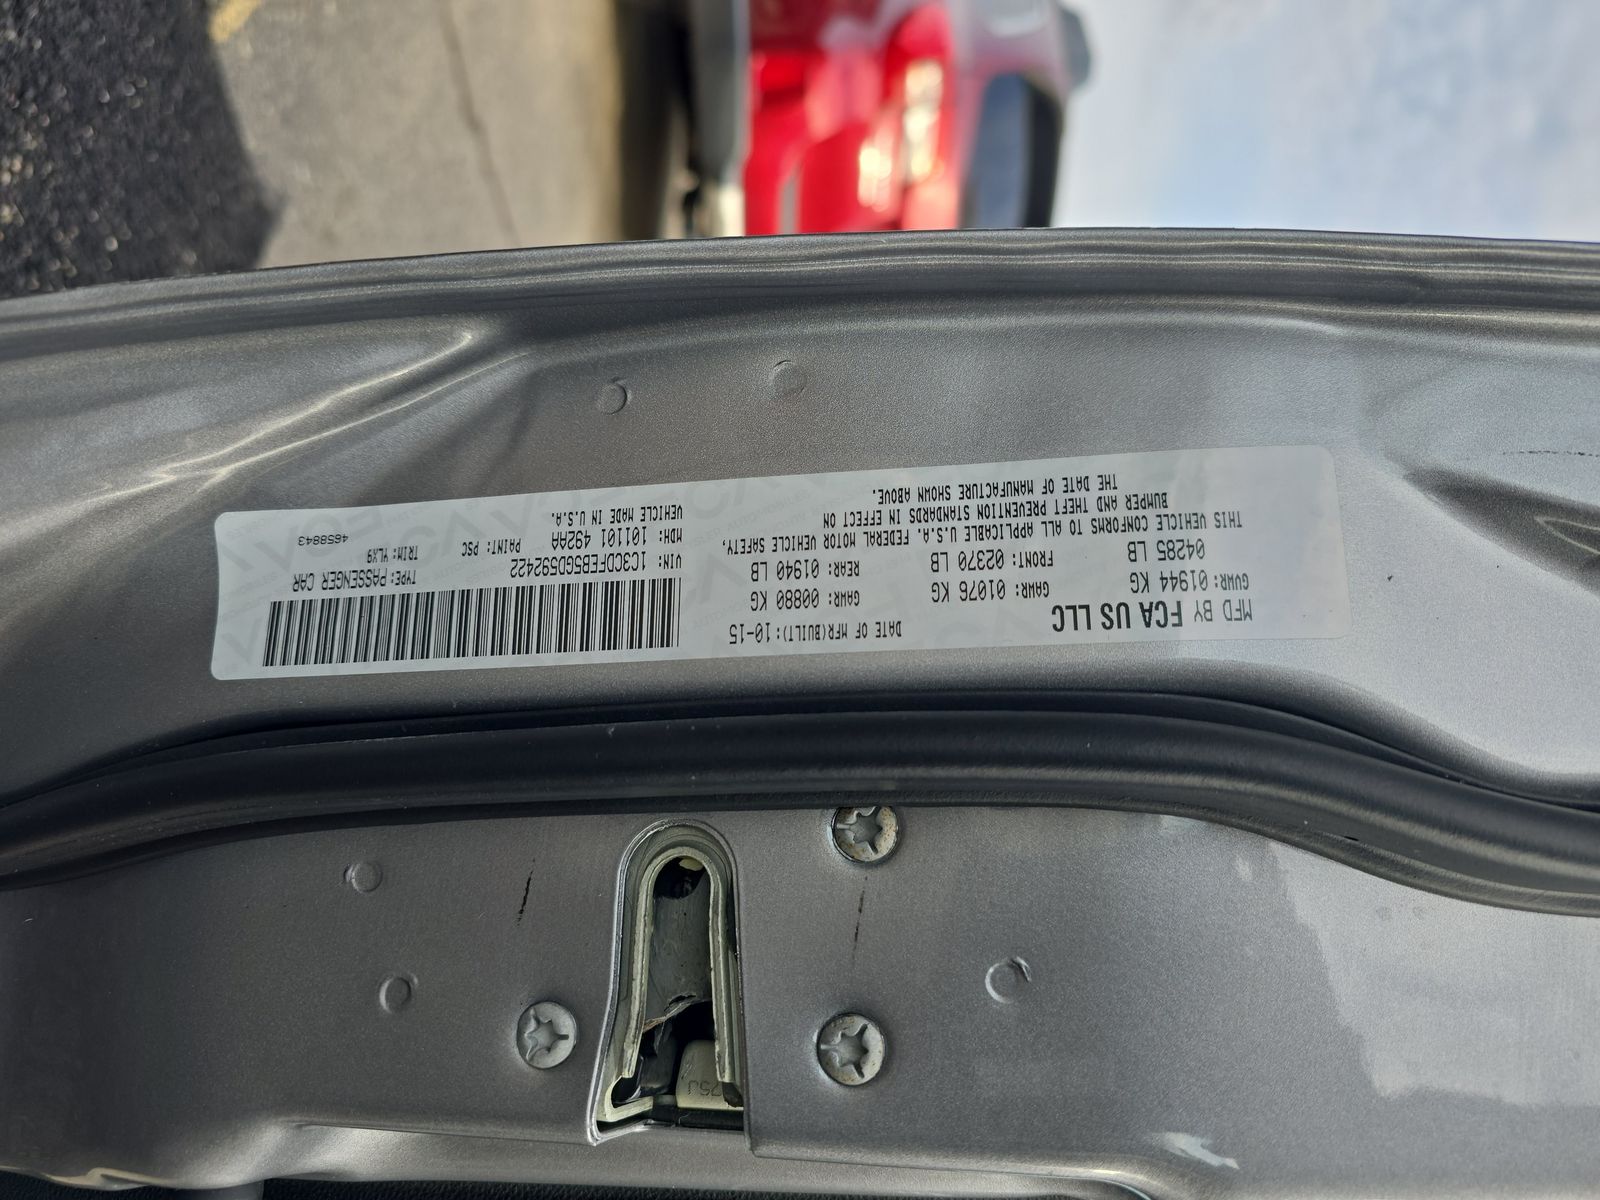 MFD BY FCA US LLC
DATE OF MFR(BUILT): 10-15
GVWR: 01944 KG
04285 LB
GAWR: 01076 KG
FRONT: 02370 LB
GAWR: 00880 KG
REAR: 01940 LB
THIS VEHICLE CONFORMS TO ALL APPLICABLE U.S.A. FEDERAL MOTOR VEHICLE SAFETY,
BUMPER AND THEFT PREVENTION STANDARDS IN EFFECT ON
THE DATE OF MANUFACTURE SHOWN ABOVE.
VIN: 1C3CDFEB5GD592422
TYPE: PASSENGER CAR
MDH: 101101 492AA
PAINT: PSC
TRIM: VLX9
VEHICLE MADE IN U.S.A.
4658843
75J